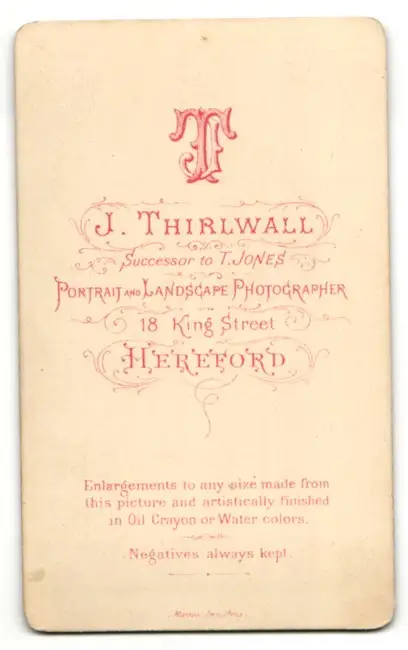 JT
J. THIRLWALL
Successor to T. JONES
PORTRAIT AND LANDSCAPE PHOTOGRAPHER
18 King Street
HEREFORD
Enlargements to any size made from
this picture and artistically finished
in Oil Crayon or Water colors.
Negatives always kept.